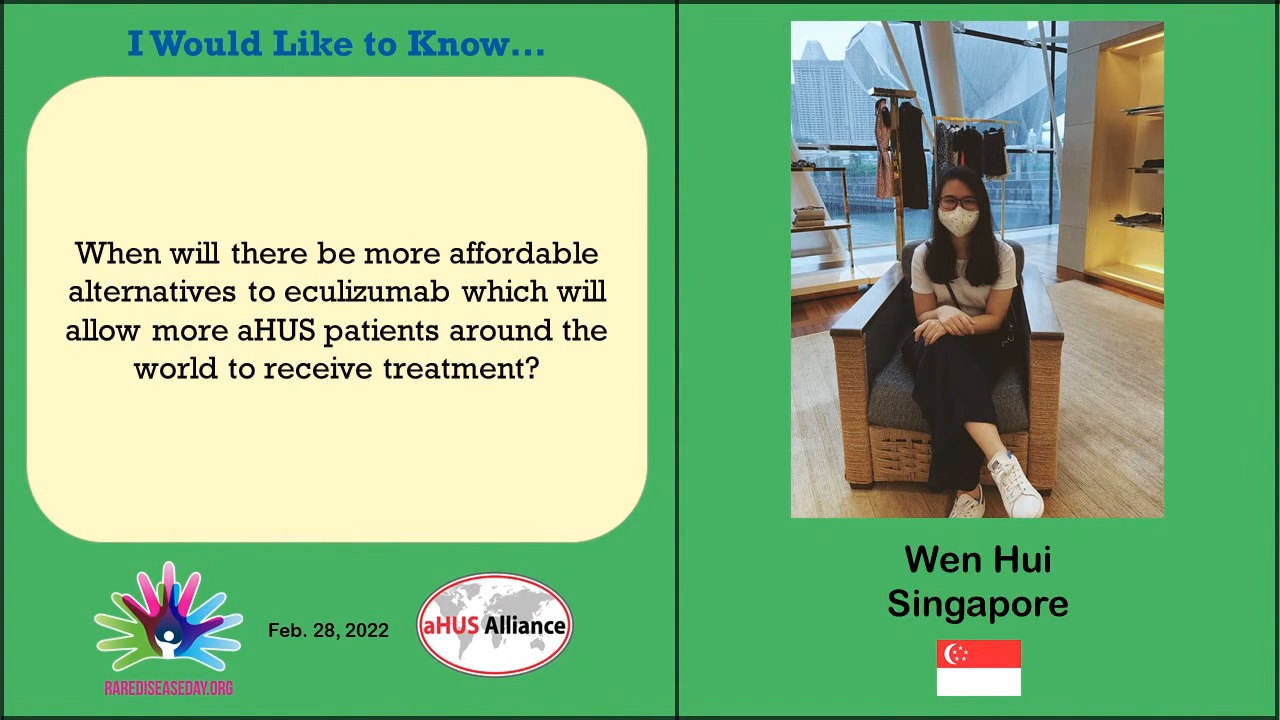 I Would Like to Know...
When will there be more affordable
alternatives to eculizumab which will
allow more aHUS patients around the
world to receive treatment?
RAREDISEASEDAY.ORG
Feb. 28, 2022
aHUS Alliance
Wen Hui
Singapore